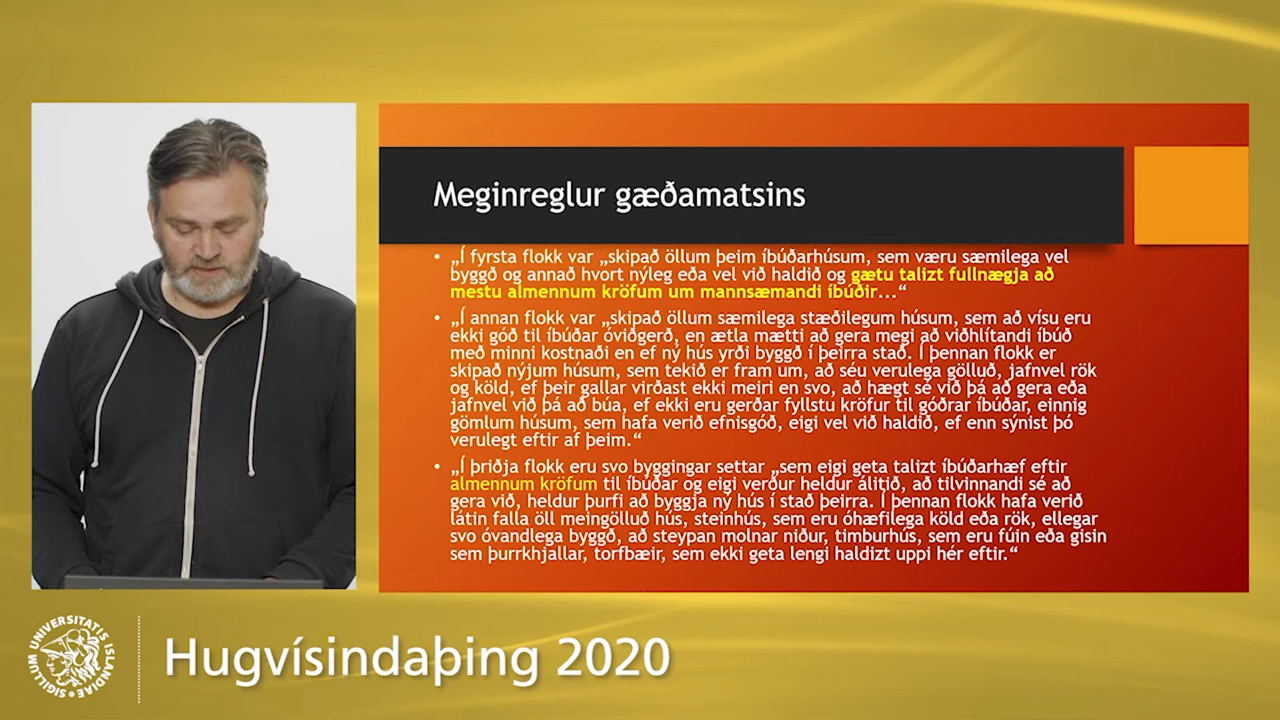 Meginreglur gæðamatsins
• „Í fyrsta flokk var „skipað öllum þeim íbúðarhúsum, sem væru sæmilega vel
byggð og annað hvort nýleg eða vel við haldið og gætu talizt fullnægja að
mestu almennum kröfum um mannsæmandi íbúðir...“
• „Í annan flokk var „skipað öllum sæmilega stæðilegum húsum, sem að vísu eru
ekki góð til íbúðar óviðgerð, en ætla mætti að gera megi að viðhlítandi íbúð
með minni kostnaði en ef ný hús yrði byggð í þeirra stað. Í þennan flokk er
skipað nýjum húsum, sem tekið er fram um, að séu verulega gölluð, jafnvel rök
og köld, ef þeir gallar virðast ekki meiri en svo, að hægt sé við þá að gera eða
jafnvel við þá að búa, ef ekki eru gerðar fyllstu kröfur til góðrar íbúðar, einnig
gömlum húsum, sem hafa verið efnisgóð, eigi vel við haldið, ef enn sýnist þó
verulegt eftir af þeim.“
• „Í þriðja flokk eru svo byggingar settar „sem eigi geta talizt íbúðarhæf eftir
almennum kröfum til íbúðar og eigi verður heldur álitið, að tilvinnandi sé að
gera við, heldur þurfi að byggja ný hús í stað þeirra. Í þennan flokk hafa verið
látin falla öll meingölluð hús, steinhús, sem eru óhæfilega köld eða rök, ellegar
svo óvandlega byggð, að steypan molnar niður, timburhús, sem eru fúin eða gisin
sem þurrkhjallar, torfbæir, sem ekki geta lengi haldizt uppi hér eftir.“
SIGILLUM UNIVERSITATIS ISLANDIAE
Hugvísindaþing 2020